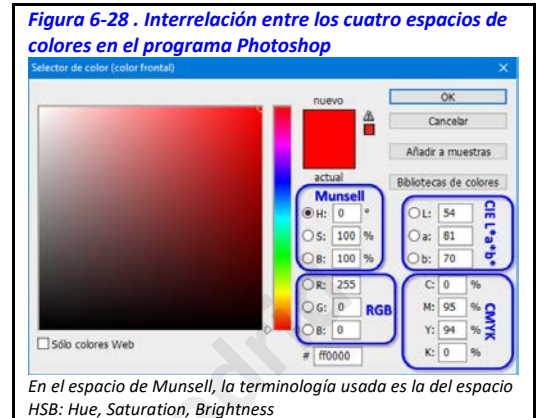 Figura 6-28 . Interrelación entre los cuatro espacios de
colores en el programa Photoshop
Selector de color (color frontal)
nuevo
actual
OK
Cancelar
Añadir a muestras
Bibliotecas de colores
Munsell
H: 0 °
S: 100 %
B: 100 %
R: 255
G: 0
B: 0
RGB
# ff0000
L: 54
a: 81
b: 70
CIE L*a*b*
C: 0 %
M: 95 %
Y: 94 %
K: 0 %
CMYK
Sólo colores Web
En el espacio de Munsell, la terminología usada es la del espacio
HSB: Hue, Saturation, Brightness